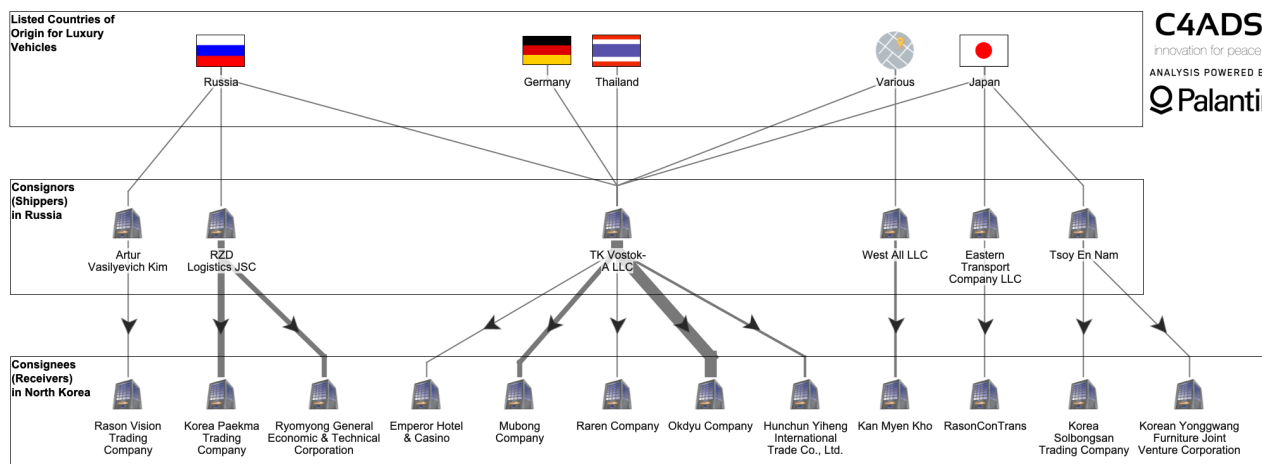 Listed Countries of
Origin for Luxury
Vehicles
Russia
Germany
Thailand
Various
Japan
C4ADS
innovation for peace
ANALYSIS POWERED B
Palanti
Consignors
(Shippers)
in Russia
Artur
Vasilyevich Kim
RZD
Logistics JSC
TK Vostok-
A LLC
West All LLC
Eastern
Transport
Company LLC
Tsoy En Nam
Consignees
(Receivers)
in North Korea
Rason Vision
Trading
Company
Korea Paekma
Trading
Company
Ryomyong General
Economic & Technical
Corporation
Emperor Hotel
& Casino
Mubong
Company
Raren Company
Okdyu Company
Hunchun Yiheng
International
Trade Co., Ltd.
Kan Myen Kho
RasonConTrans
Korea
Solbongsan
Trading Company
Korean Yonggwang
Furniture Joint
Venture Corporation